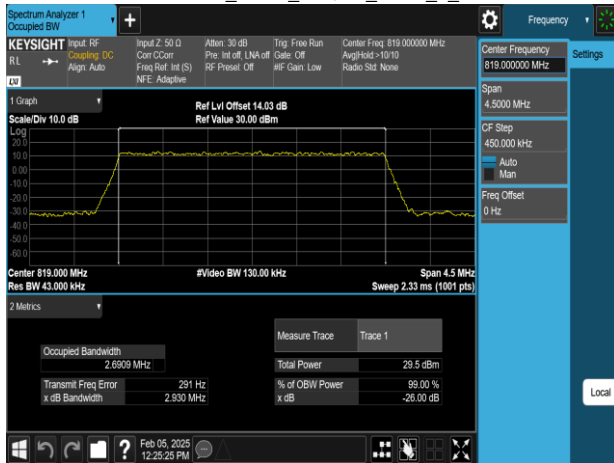 Spectrum Analyzer 1
Occupied BW
Frequency
KEYSIGHT
Input: RF
Coupling: DC
Align: Auto
RL
LXI
Input Z: 50 Ω
Corr CCorr
Freq Ref: Int (S)
NFE: Adaptive
Atten: 30 dB
Pre: Int off, LNA off
RF Preset: Off
Trig: Free Run
Gate: Off
#IF Gain: Low
Center Freq: 819.000000 MHz
Avg|Hold:>10/10
Radio Std: None
Center Frequency
819.000000 MHz
Settings
Span
4.5000 MHz
CF Step
450.000 kHz
Auto
Man
Freq Offset
0 Hz
Local
1 Graph
Scale/Div 10.0 dB
Ref Lvl Offset 14.03 dB
Ref Value 30.00 dBm
Log
20.0
10.0
0.00
-10.0
-20.0
-30.0
-40.0
-50.0
-60.0
Center 819.000 MHz
#Video BW 130.00 kHz
Span 4.5 MHz
Res BW 43.000 kHz
Sweep 2.33 ms (1001 pts)
2 Metrics
Measure Trace Trace 1
Occupied Bandwidth
2.6909 MHz
Total Power 29.5 dBm
Transmit Freq Error 291 Hz
% of OBW Power 99.00 %
x dB Bandwidth 2.930 MHz
x dB -26.00 dB
Feb 05, 2025
12:25:25 PM